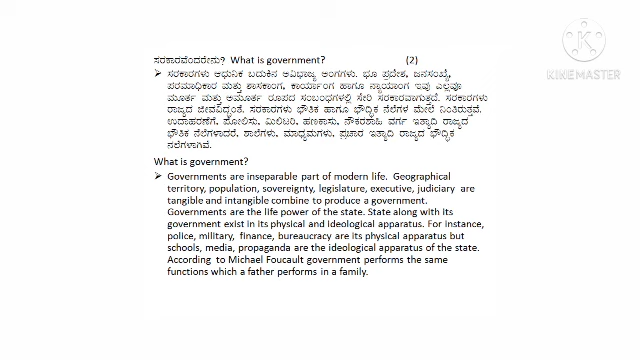 ಸರಕಾರವೆಂದರೇನು? What is government? (2)
➢ ಸರಕಾರಗಳು ಆಧುನಿಕ ಬದುಕಿನ ಅವಿಭಾಜ್ಯ ಅಂಗಗಳು. ಭೂ ಪ್ರದೇಶ, ಜನಸಂಖ್ಯೆ,
ಪರಮಾಧಿಕಾರ ಮತ್ತು ಶಾಸಕಾಂಗ, ಕಾರ್ಯಾಂಗ ಹಾಗೂ ನ್ಯಾಯಾಂಗ ಇವು ಎಲ್ಲವೂ
ಮೂರ್ತ ಮತ್ತು ಅಮೂರ್ತ ರೂಪದ ಸಂಬಂಧಗಳಲ್ಲಿ ಸೇರಿ ಸರಕಾರವಾಗುತ್ತದೆ. ಸರಕಾರಗಳು
ರಾಜ್ಯದ ಜೀವವಿದ್ದಂತೆ. ಸರಕಾರಗಳು ಭೌತಿಕ ಹಾಗೂ ಭೌದ್ಧಿಕ ನೆಲೆಗಳ ಮೇಲೆ ನಿಂತಿರುತ್ತವೆ.
ಉದಾಹರಣೆಗೆ, ಪೋಲಿಸು, ಮಿಲಿಟರಿ, ಹಣಕಾಸು, ನೌಕರಶಾಹಿ ವರ್ಗ ಇತ್ಯಾದಿ ರಾಜ್ಯದ
ಭೌತಿಕ ನೆಲೆಗಳಾದರೆ, ಶಾಲೆಗಳು, ಮಾಧ್ಯಮಗಳು, ಪ್ರಚಾರ ಇತ್ಯಾದಿ ರಾಜ್ಯದ ಭೌದ್ಧಿಕ
ನೆಲೆಗಳಾಗಿವೆ.
What is government?
➢ Governments are inseparable part of modern life. Geographical
territory, population, sovereignty, legislature, executive, judiciary are
tangible and intangible combine to produce a government.
Governments are the life power of the state. State along with its
government exist in its physical and ideological apparatus. For instance,
police, military, finance, bureaucracy are its physical apparatus but
schools, media, propaganda are the ideological apparatus of the state.
According to Michael Foucault government performs the same
functions which a father performs in a family.
KINEMASTER